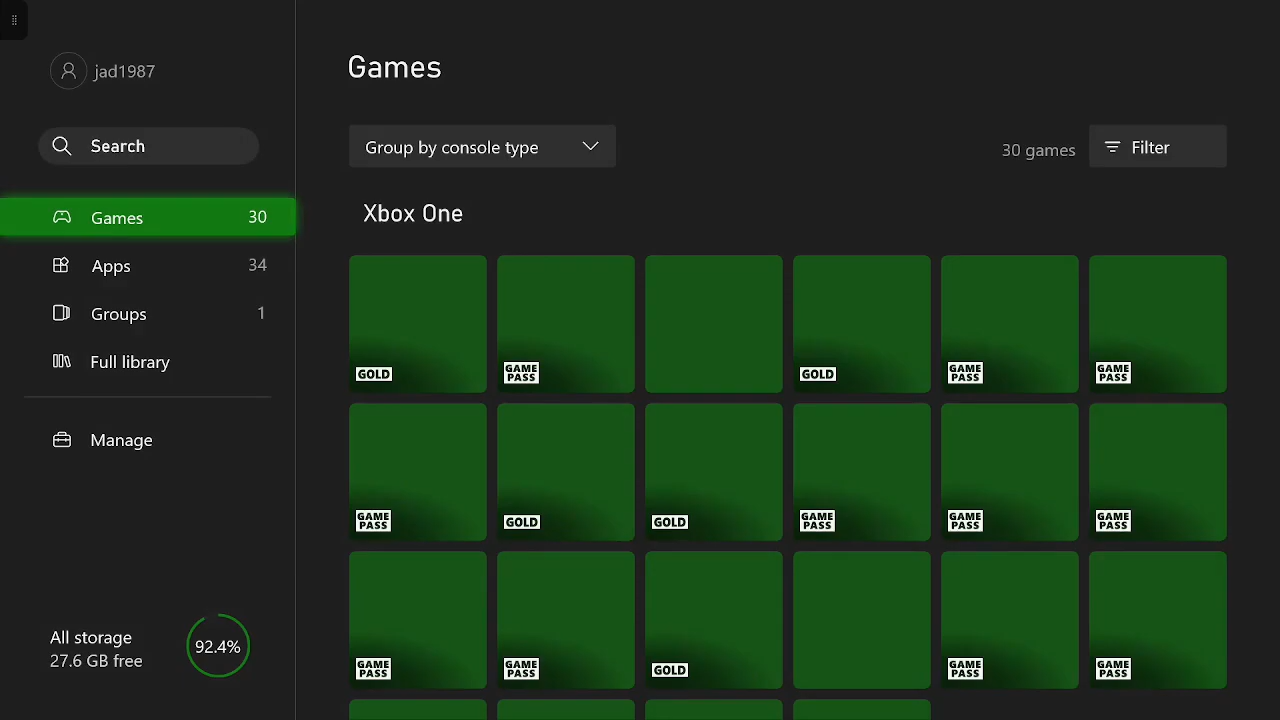 jad1987
Search
Games 30
Apps 34
Groups 1
Full library
Manage
All storage
27.6 GB free
92.4%
Games
Group by console type
30 games
Filter
Xbox One
GOLD
GAME
PASS
GOLD
GAME
PASS
GAME
PASS
GAME
PASS
GOLD
GOLD
GAME
PASS
GAME
PASS
GAME
PASS
GAME
PASS
GAME
PASS
GOLD
GAME
PASS
GAME
PASS